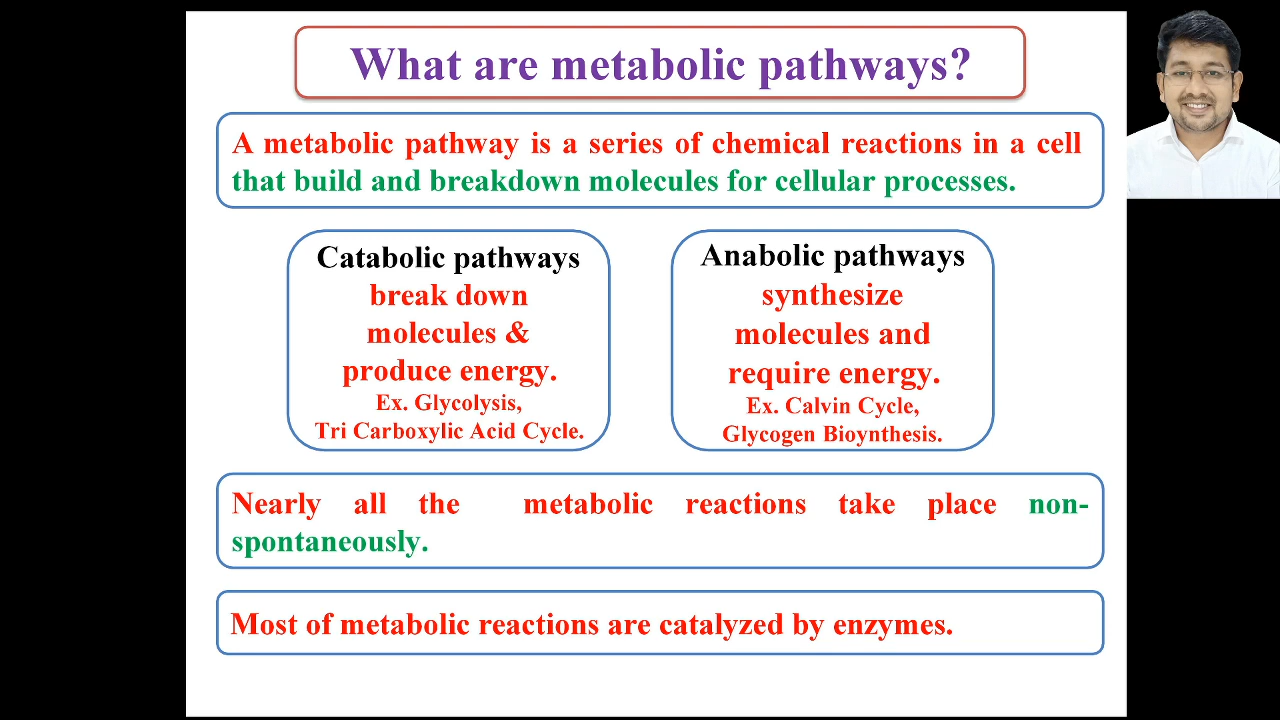 What are metabolic pathways?
A metabolic pathway is a series of chemical reactions in a cell
that build and breakdown molecules for cellular processes.
Catabolic pathways
break down
molecules &
produce energy.
Ex. Glycolysis,
Tri Carboxylic Acid Cycle.
Anabolic pathways
synthesize
molecules and
require energy.
Ex. Calvin Cycle,
Glycogen Bioynthesis.
Nearly all the metabolic reactions take place non-
spontaneously.
Most of metabolic reactions are catalyzed by enzymes.